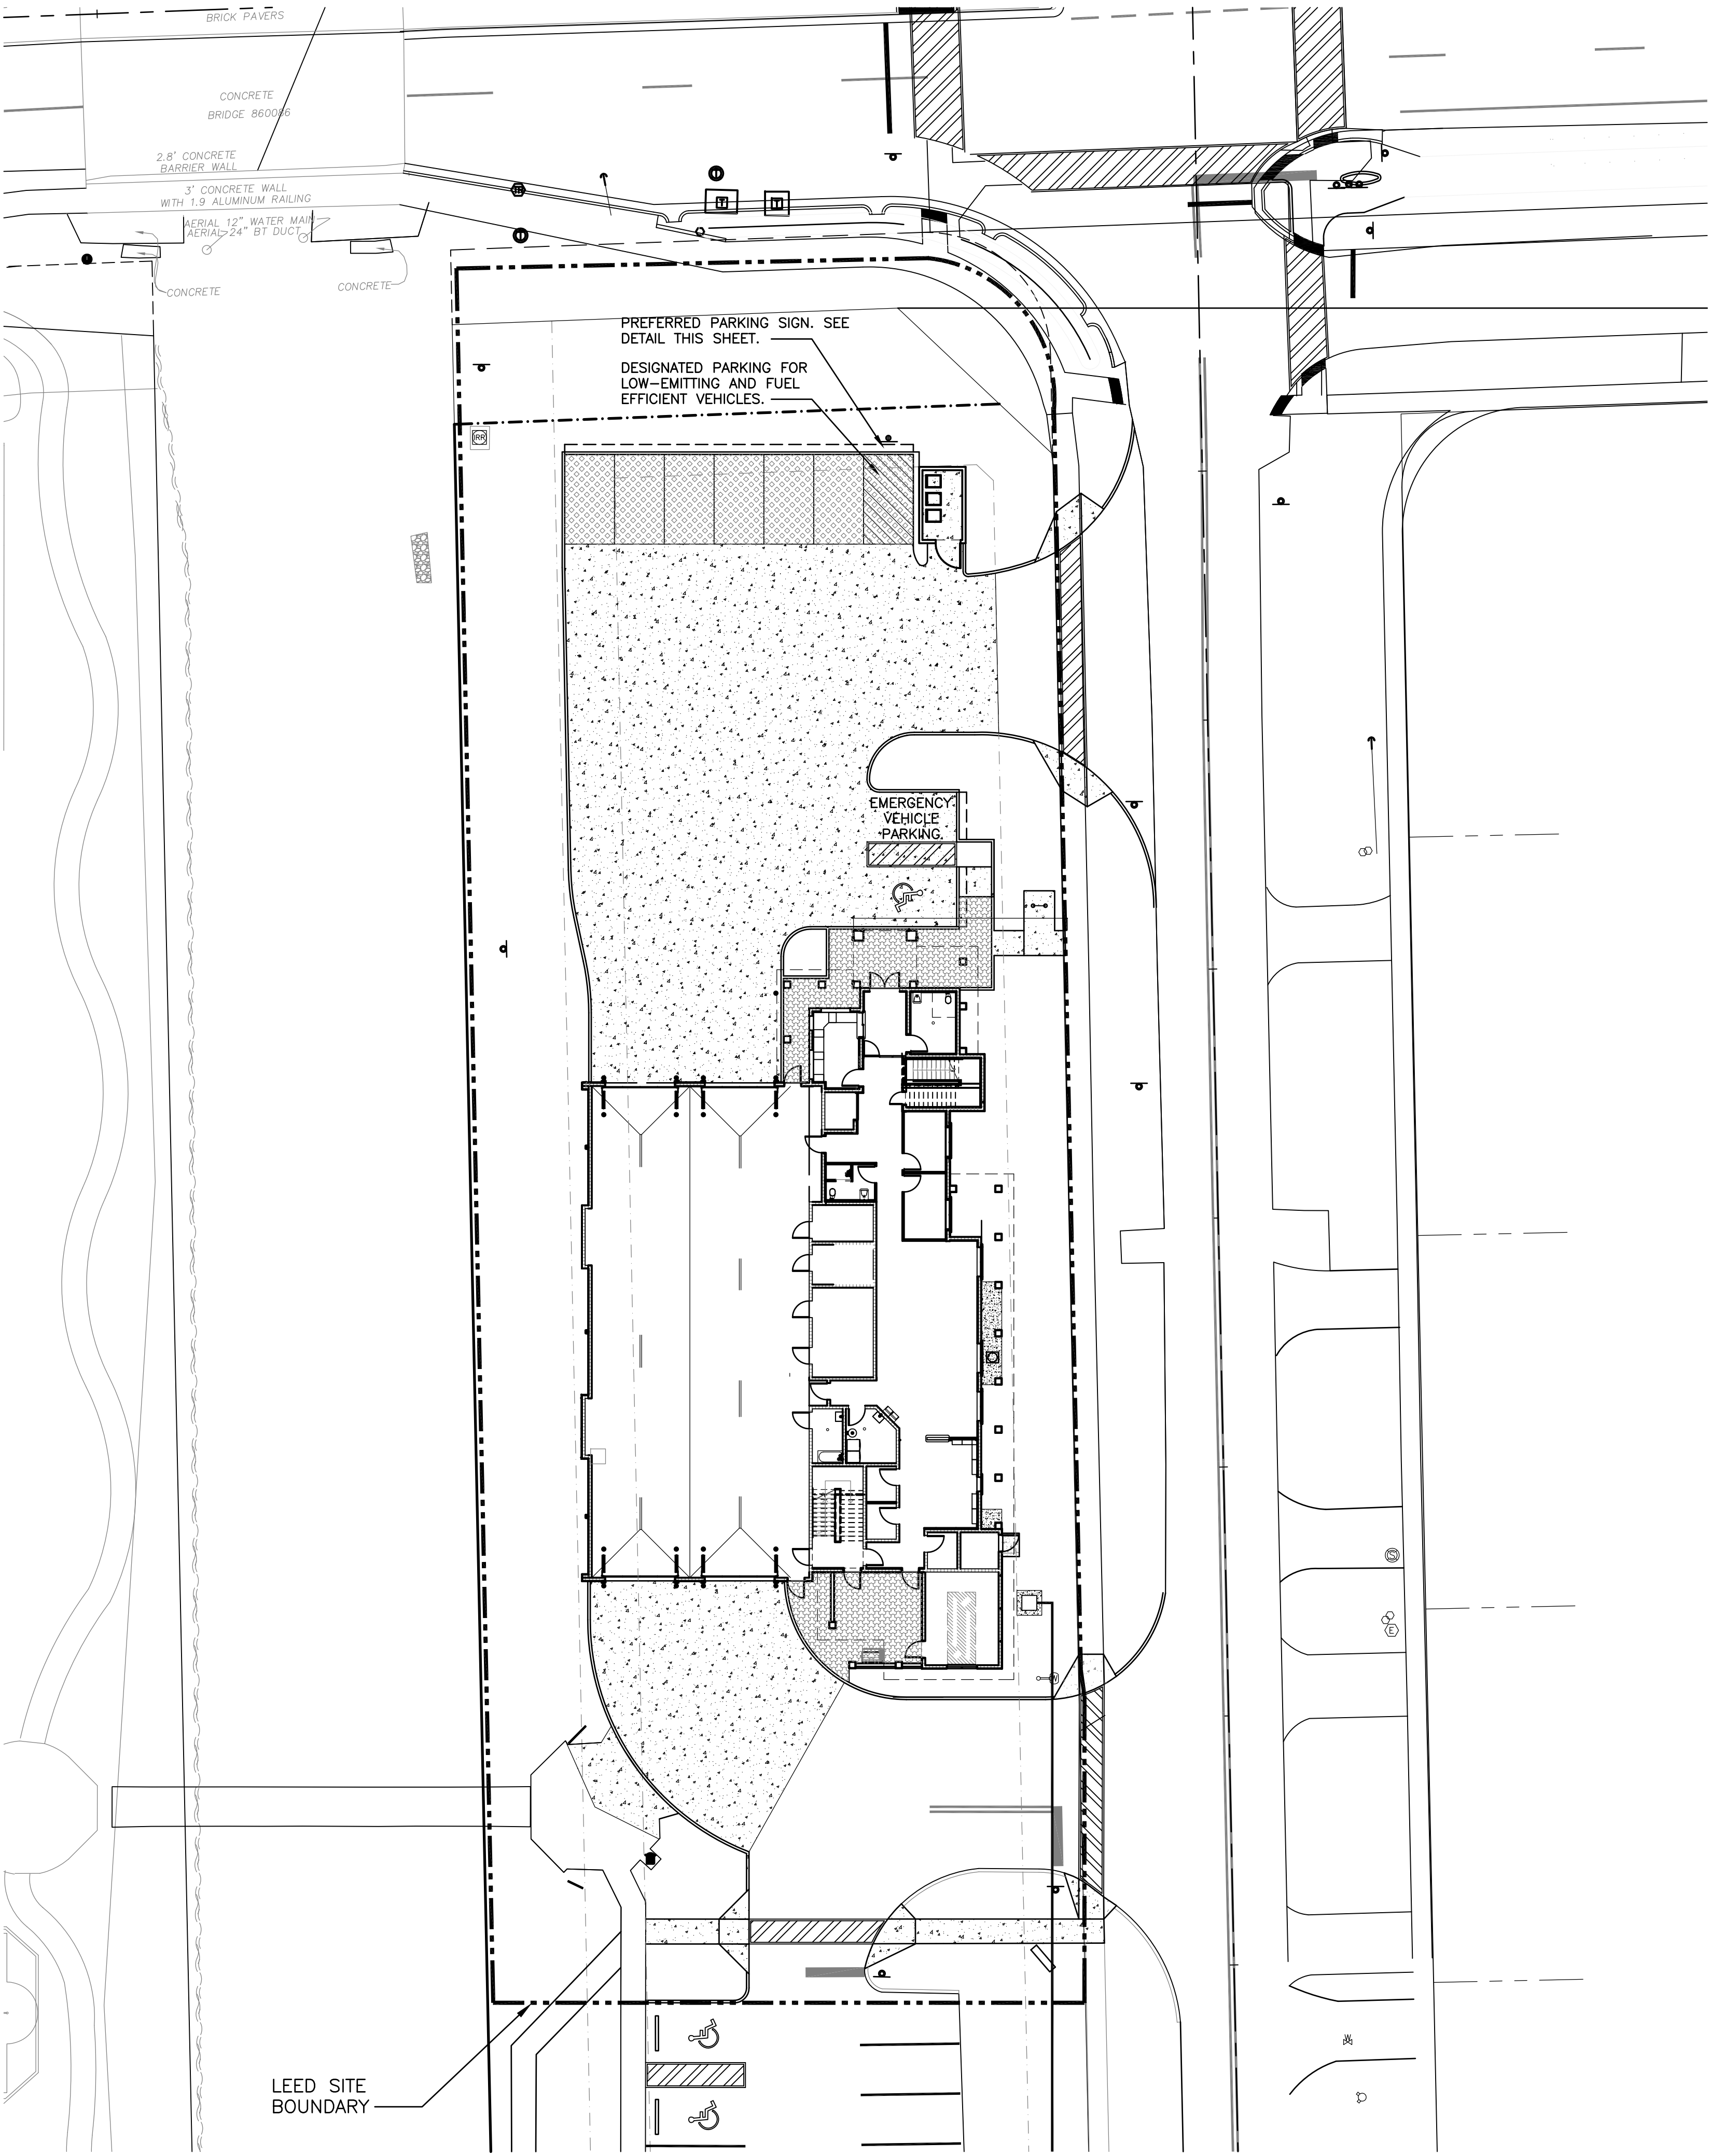 BRICK PAVERS
CONCRETE
BRIDGE 860086
2.8' CONCRETE
BARRIER WALL
3' CONCRETE WALL
WITH 1.9 ALUMINUM RAILING
AERIAL 12" WATER MAIN
AERIAL 24" BT DUCT
CONCRETE
CONCRETE
T
T
PREFERRED PARKING SIGN. SEE
DETAIL THIS SHEET.
DESIGNATED PARKING FOR
LOW-EMITTING AND FUEL
EFFICIENT VEHICLES.
IRR
EMERGENCY
VEHICLE
PARKING.
S
E
W
W
LEED SITE
BOUNDARY